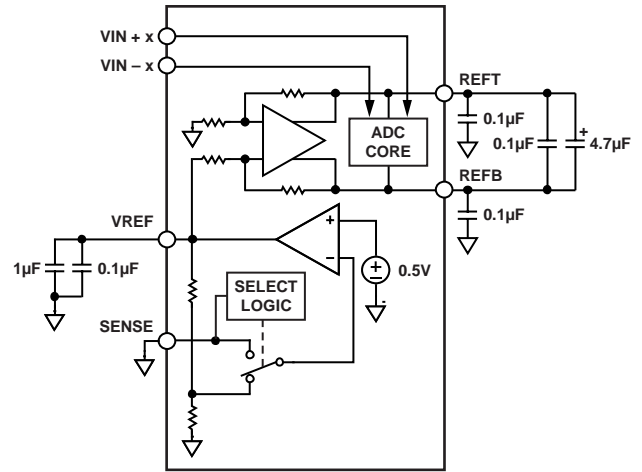 VIN + x
VIN – x
REFT
ADC
CORE
0.1µF
0.1µF
+
4.7µF
REFB
0.1µF
VREF
+
–
+
–
0.5V
1µF
0.1µF
SELECT
LOGIC
SENSE